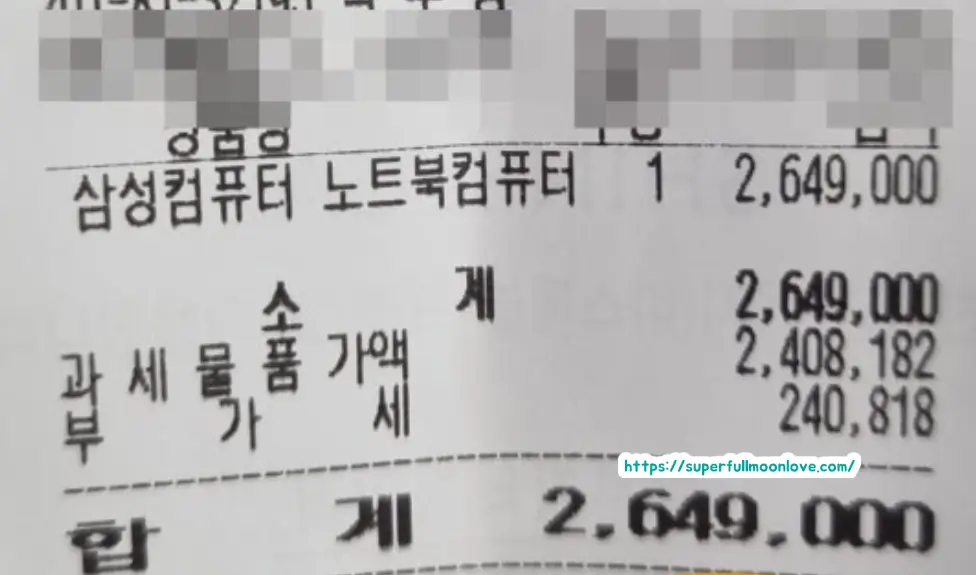 삼성컴퓨터 노트북컴퓨터 1 2,649,000
소 계 2,649,000
과 세 물 품 가액 2,408,182
부 가 세 240,818
https://superfullmoonlove.com/
합 계 2,649,000